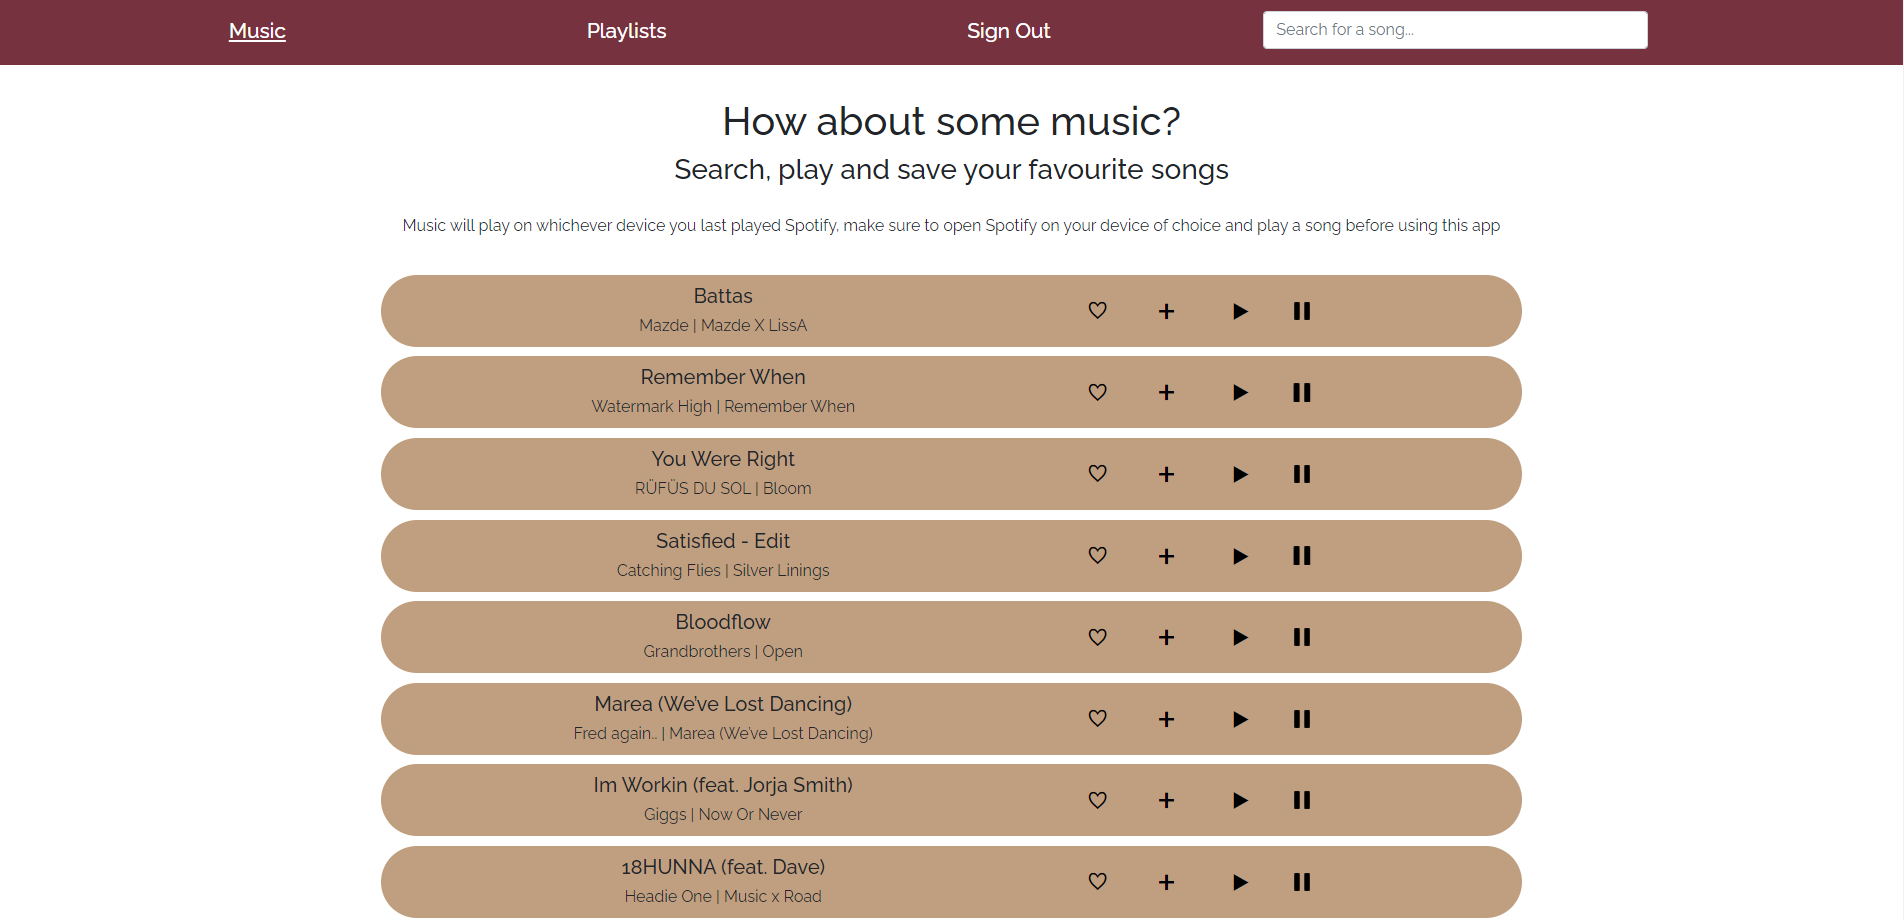 Music Playlists Sign Out Search for a song...
How about some music?
Search, play and save your favourite songs
Music will play on whichever device you last played Spotify, make sure to open Spotify on your device of choice and play a song before using this app
Battas
Mazde | Mazde X LissA
Remember When
Watermark High | Remember When
You Were Right
RÜFÜS DU SOL | Bloom
Satisfied - Edit
Catching Flies | Silver Linings
Bloodflow
Grandbrothers | Open
Marea (We’ve Lost Dancing)
Fred again.. | Marea (We’ve Lost Dancing)
Im Workin (feat. Jorja Smith)
Giggs | Now Or Never
18HUNNA (feat. Dave)
Headie One | Music x Road